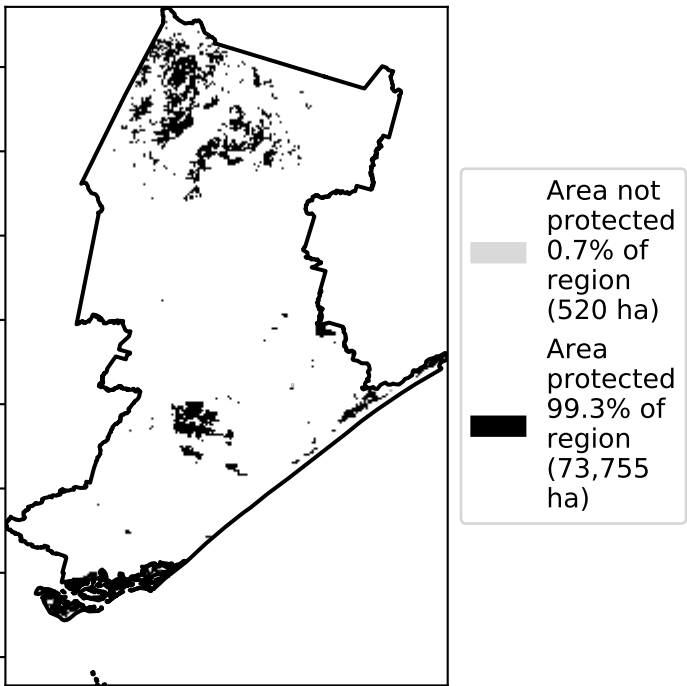 Area not
protected
0.7% of
region
(520 ha)
Area
protected
99.3% of
region
(73,755
ha)